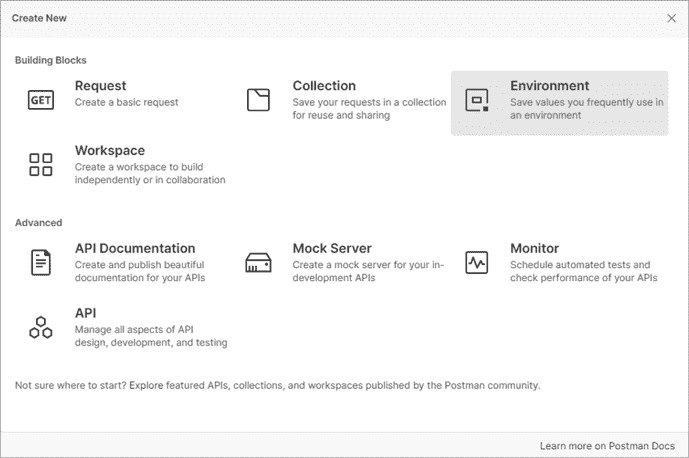 Create New
Building Blocks
GET
Request
Create a basic request
Collection
Save your requests in a collection
for reuse and sharing
Environment
Save values you frequently use in
an environment
Workspace
Create a workspace to build
independently or in collaboration
Advanced
API Documentation
Create and publish beautiful
documentation for your APIs
Mock Server
Create a mock server for your in-
development APIs
Monitor
Schedule automated tests and
check performance of your APIs
API
Manage all aspects of API
design, development, and testing
Not sure where to start? Explore featured APIs, collections, and workspaces published by the Postman community.
Learn more on Postman Docs